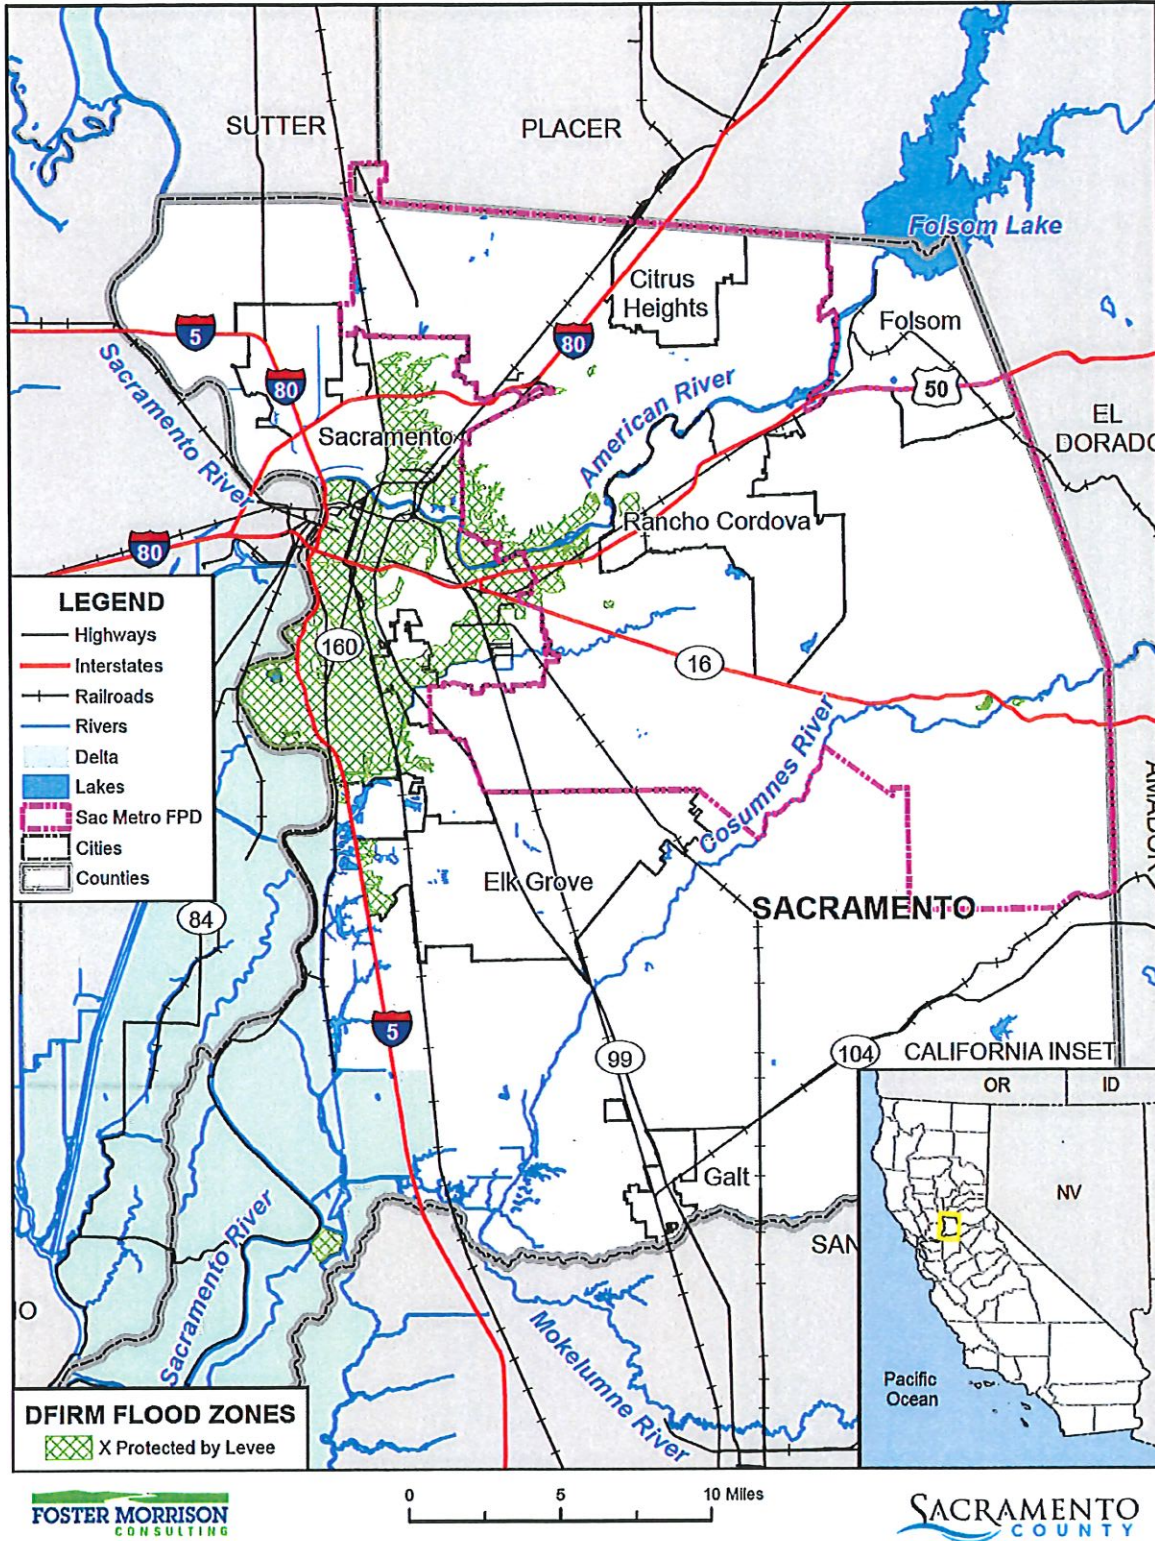 SUTTER
PLACER
Folsom Lake
Citrus
Heights
Folsom
5
80
80
50
Sacramento River
American River
EL
DORADO
Sacramento
Rancho Cordova
80
LEGEND
Highways
Interstates
Railroads
Rivers
Delta
Lakes
Sac Metro FPD
Cities
Counties
160
16
Cosumnes River
AMADOR
Elk Grove
SACRAMENTO
84
5
99
104
CALIFORNIA INSET
OR
ID
NV
Pacific
Ocean
Galt
SAN
Sacramento River
Mokelumne River
IO
DFIRM FLOOD ZONES
X Protected by Levee
FOSTER MORRISON
CONSULTING
0 5 10 Miles
SACRAMENTO
COUNTY